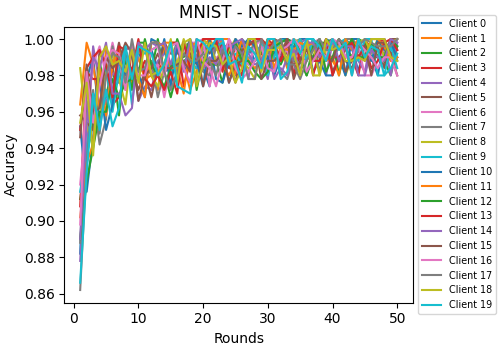 MNIST - NOISE
Accuracy
1.00
0.98
0.96
0.94
0.92
0.90
0.88
0.86
0
10
20
30
40
50
Rounds
Client 0
Client 1
Client 2
Client 3
Client 4
Client 5
Client 6
Client 7
Client 8
Client 9
Client 10
Client 11
Client 12
Client 13
Client 14
Client 15
Client 16
Client 17
Client 18
Client 19